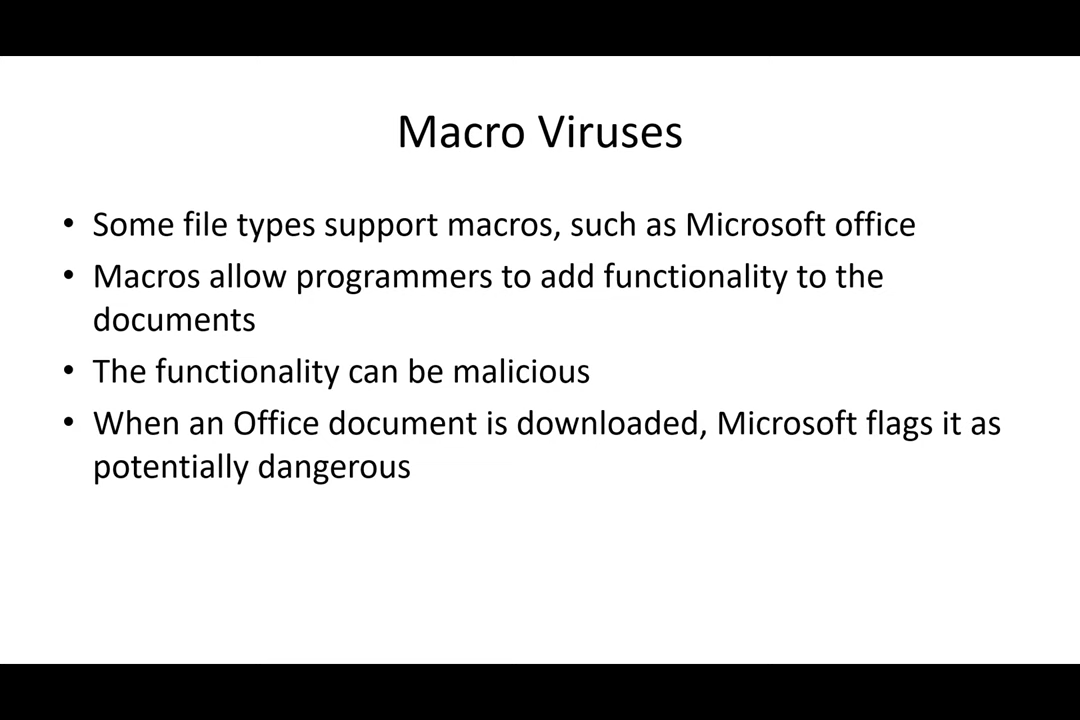 Macro Viruses
• Some file types support macros, such as Microsoft office
• Macros allow programmers to add functionality to the
documents
• The functionality can be malicious
• When an Office document is downloaded, Microsoft flags it as
potentially dangerous